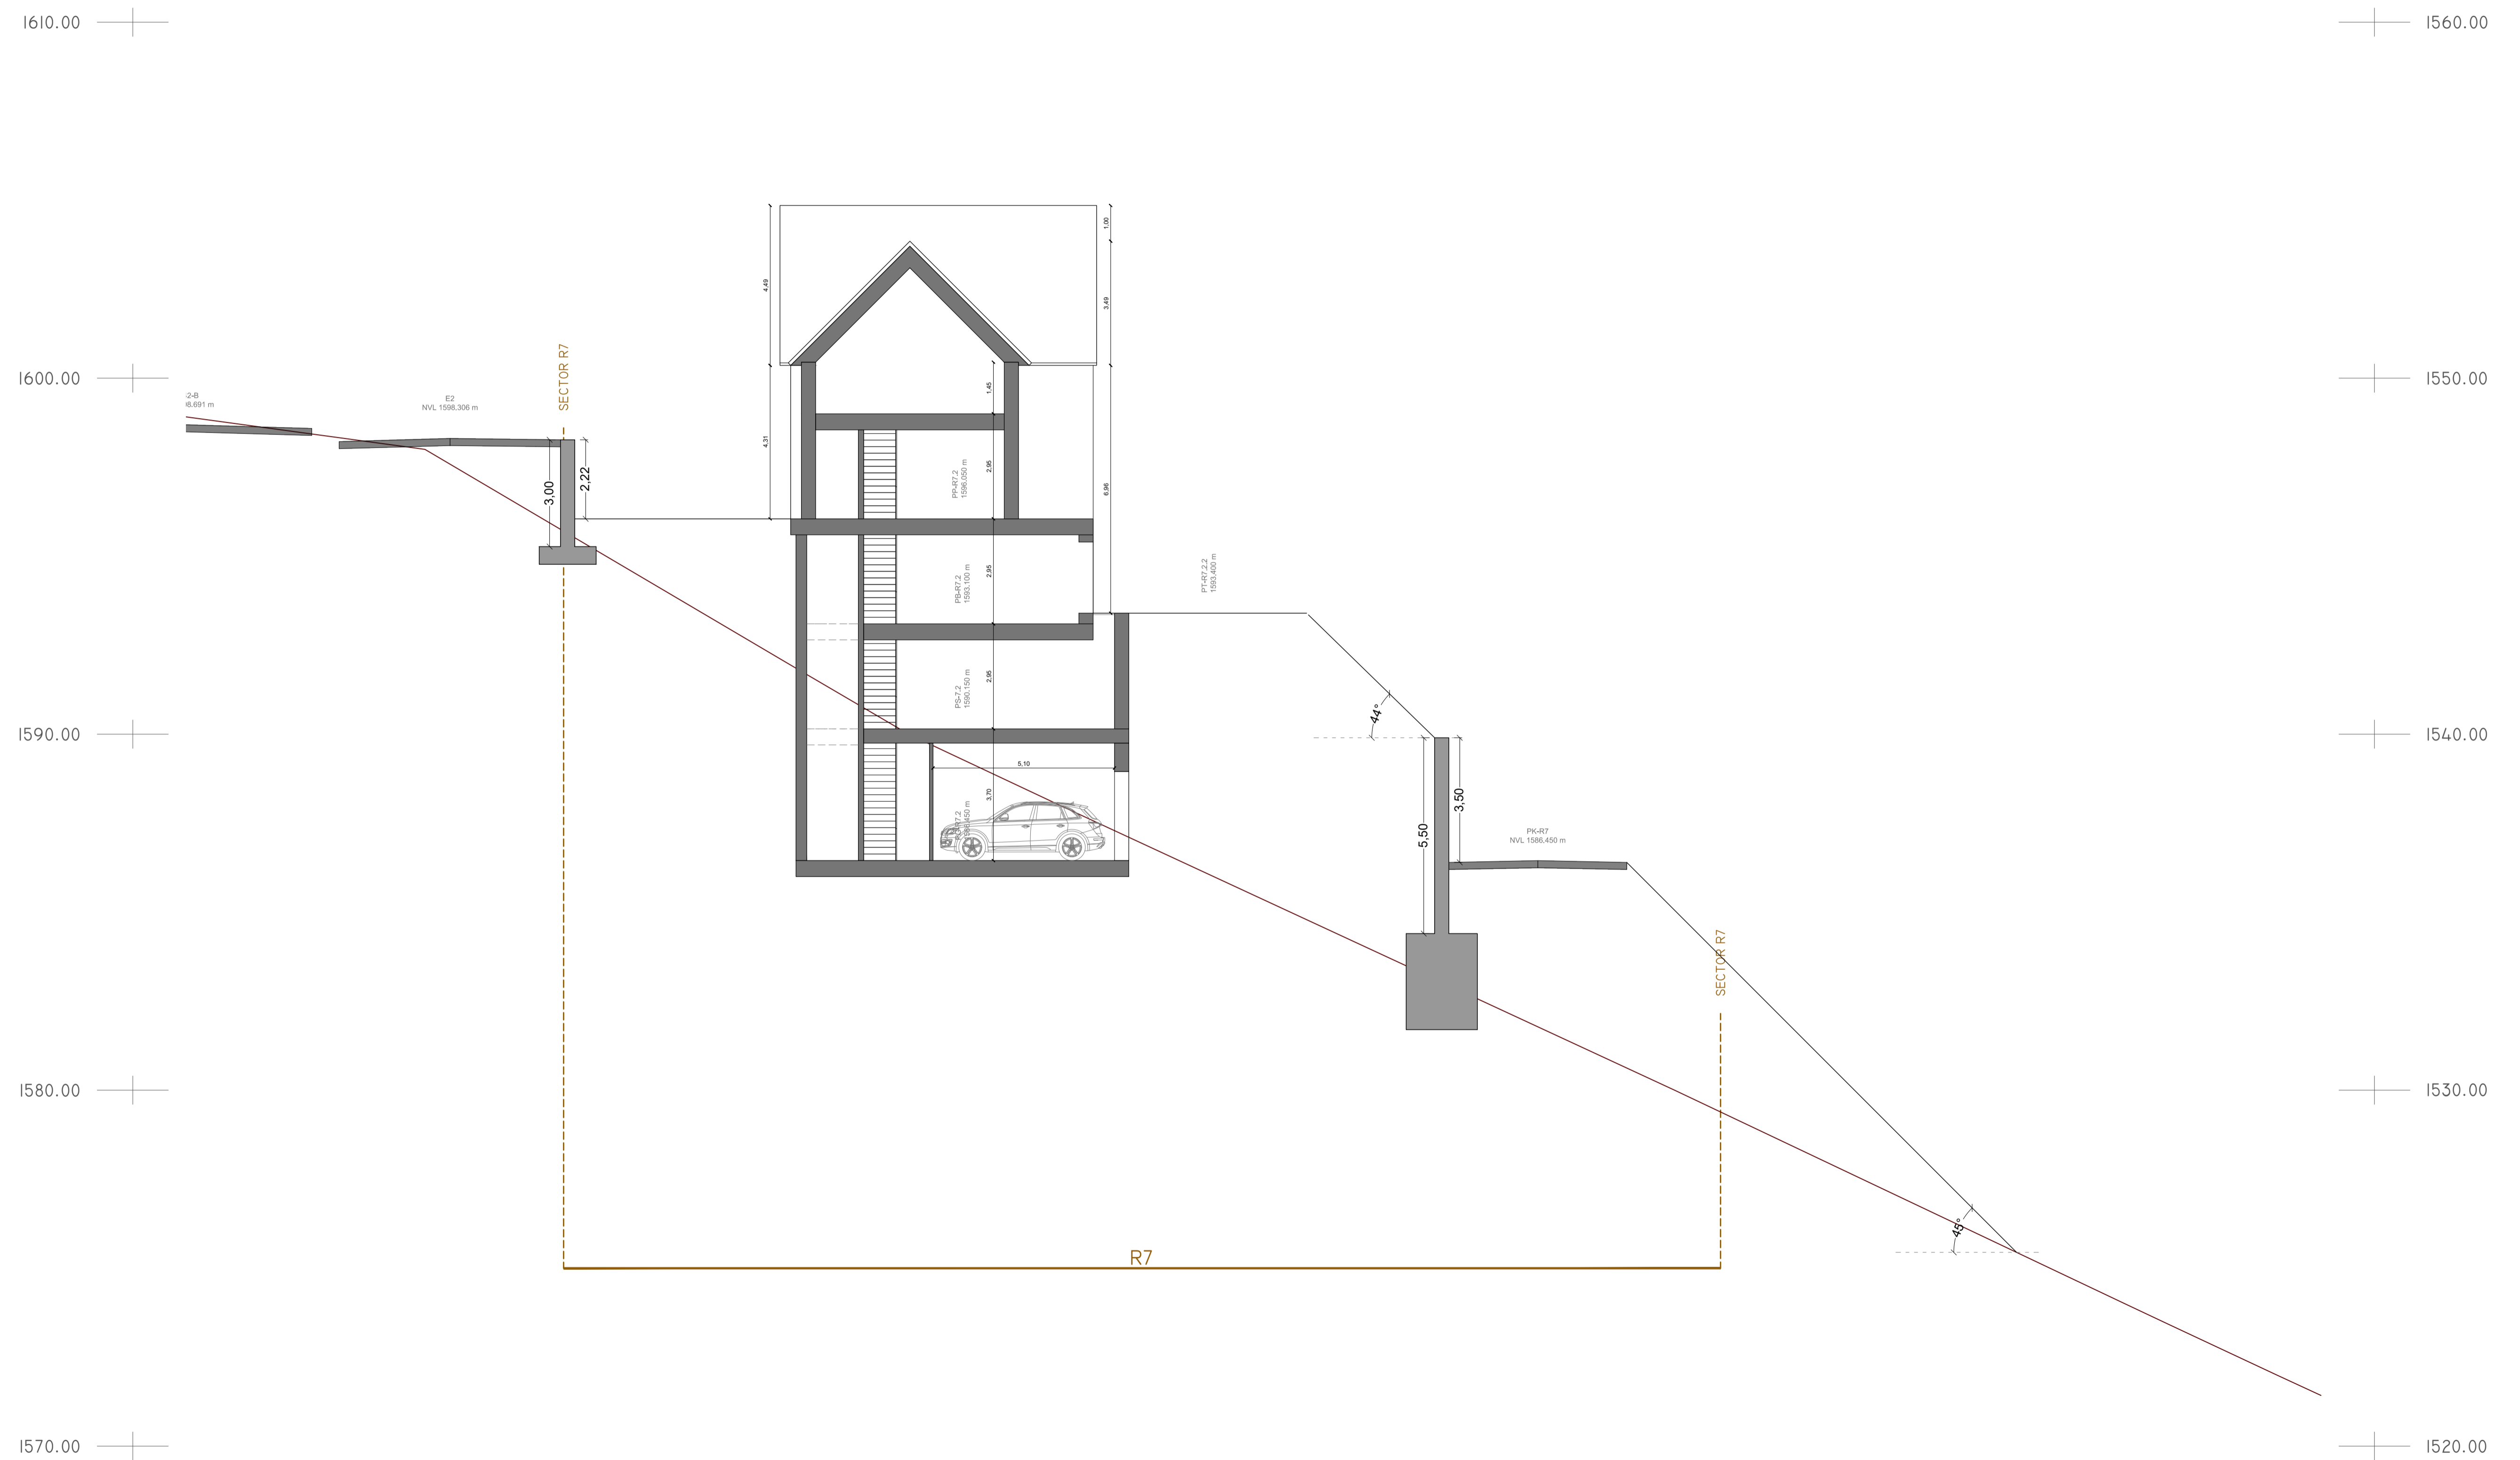 1610.00
1560.00
1,00
4,49
3,49
SECTOR R7
1600.00
1550.00
1,45
E2
NVL 1598,306 m
4,31
2,22
3,00
PP-R7.2
1596,050 m
2,95
6,96
PB-R7.2
1593,100 m
2,95
PT-R7.2.2
1593,400 m
PS-7.2
1590,150 m
2,95
44°
1590.00
1540.00
5,10
3,70
3,50
5,50
PK-R7
NVL 1586,450 m
SECTOR R7
1580.00
1530.00
45°
R7
1570.00
1520.00